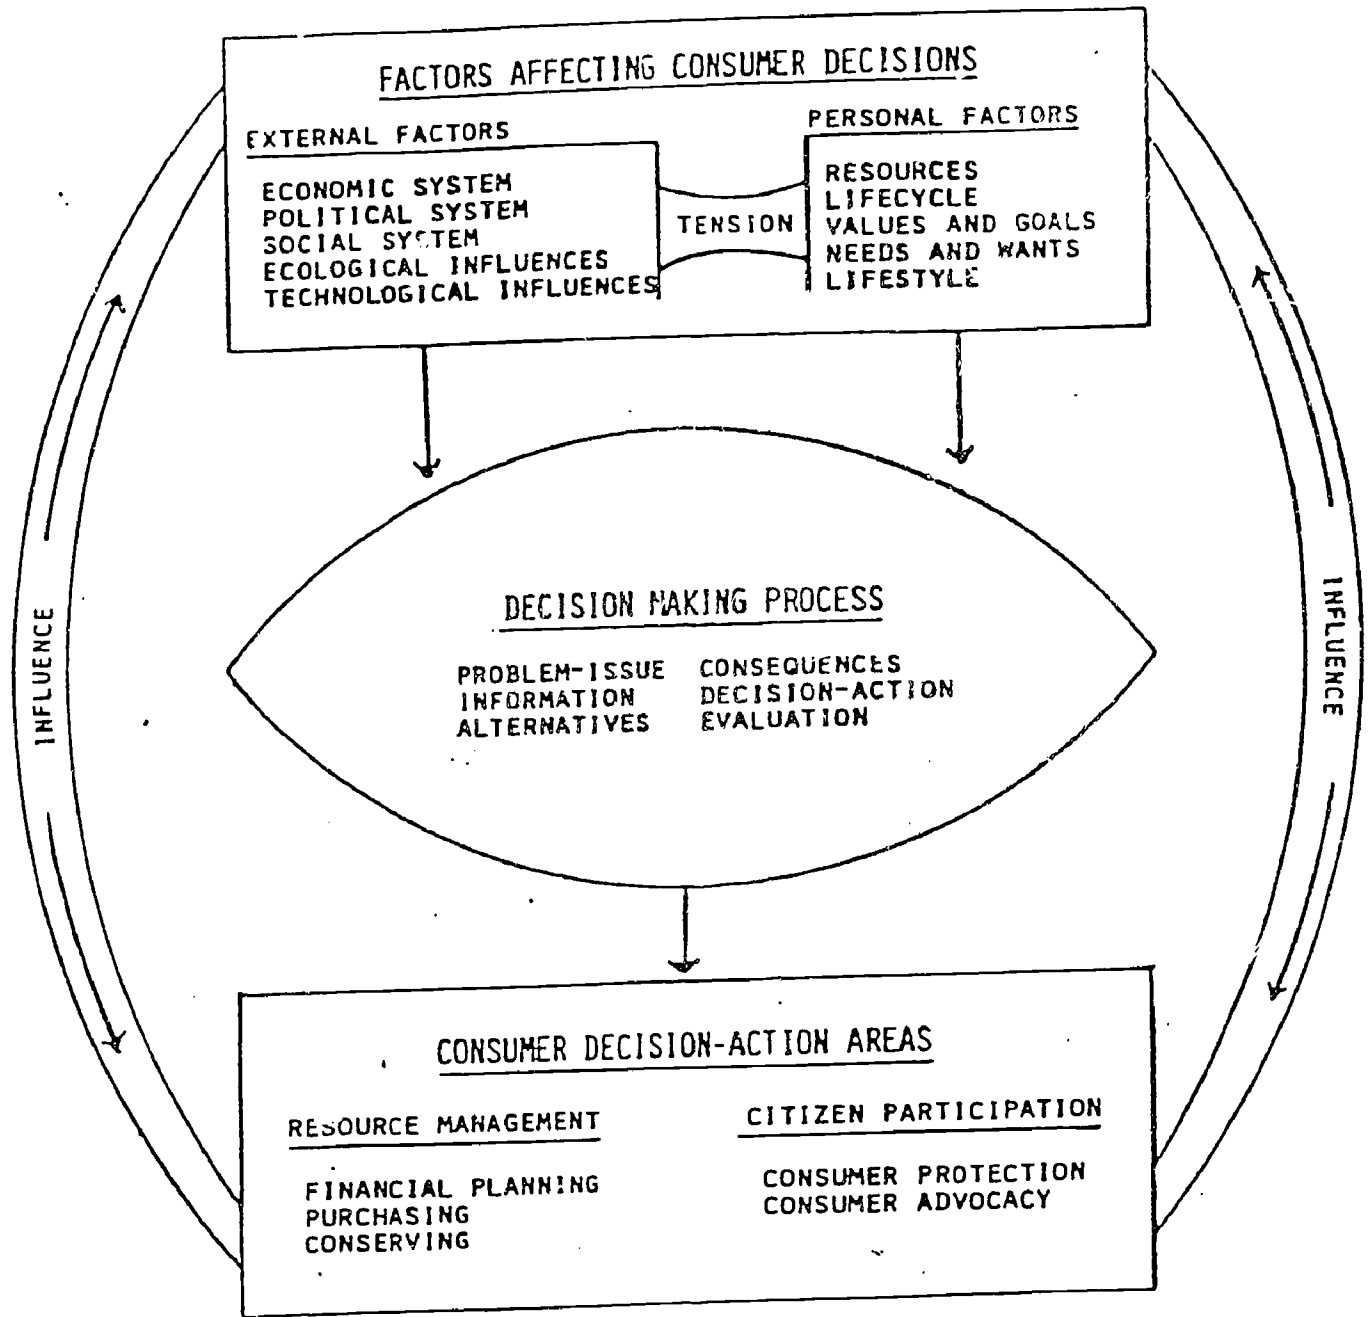 FACTORS AFFECTING CONSUMER DECISIONS
EXTERNAL FACTORS
ECONOMIC SYSTEM
POLITICAL SYSTEM
SOCIAL SYSTEM
ECOLOGICAL INFLUENCES
TECHNOLOGICAL INFLUENCES
TENSION
PERSONAL FACTORS
RESOURCES
LIFECYCLE
VALUES AND GOALS
NEEDS AND WANTS
LIFESTYLE
INFLUENCE
DECISION MAKING PROCESS
PROBLEM-ISSUE
INFORMATION
ALTERNATIVES
CONSEQUENCES
DECISION-ACTION
EVALUATION
INFLUENCE
CONSUMER DECISION-ACTION AREAS
RESOURCE MANAGEMENT
FINANCIAL PLANNING
PURCHASING
CONSERVING
CITIZEN PARTICIPATION
CONSUMER PROTECTION
CONSUMER ADVOCACY